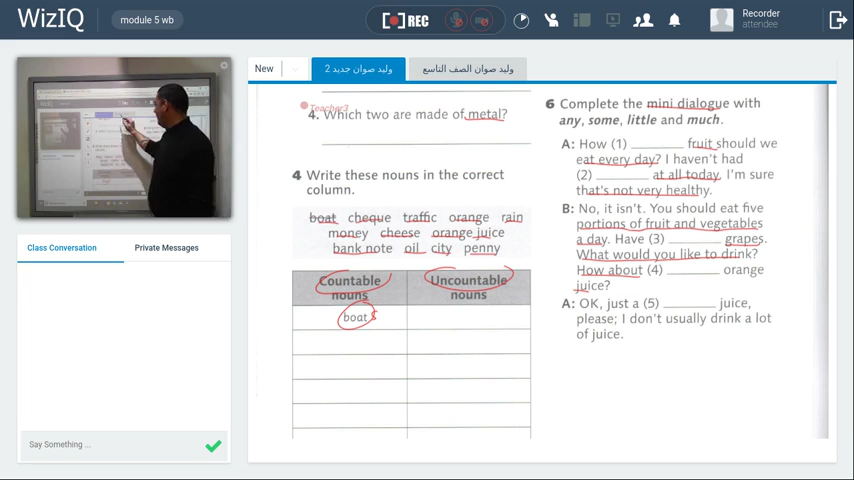 WizIQ
module 5 wb
REC
Recorder
attendee
New
وليد صوان جديد 2
وليد صوان الصف التاسع
Teacher3
4. Which two are made of metal?
4 Write these nouns in the correct
column.
boat cheque traffic orange rain
money cheese orange juice
bank note oil city penny
Countable
nouns
Uncountable
nouns
boat s
6 Complete the mini dialogue with
any, some, little and much.
A: How (1) ________ fruit should we
eat every day? I haven't had
(2) ________ at all today. I'm sure
that's not very healthy.
B: No, it isn't. You should eat five
portions of fruit and vegetables
a day. Have (3) ________ grapes.
What would you like to drink?
How about (4) ________ orange
juice?
A: OK, just a (5) ________ juice,
please; I don't usually drink a lot
of juice.
Class Conversation
Private Messages
Say Something ...